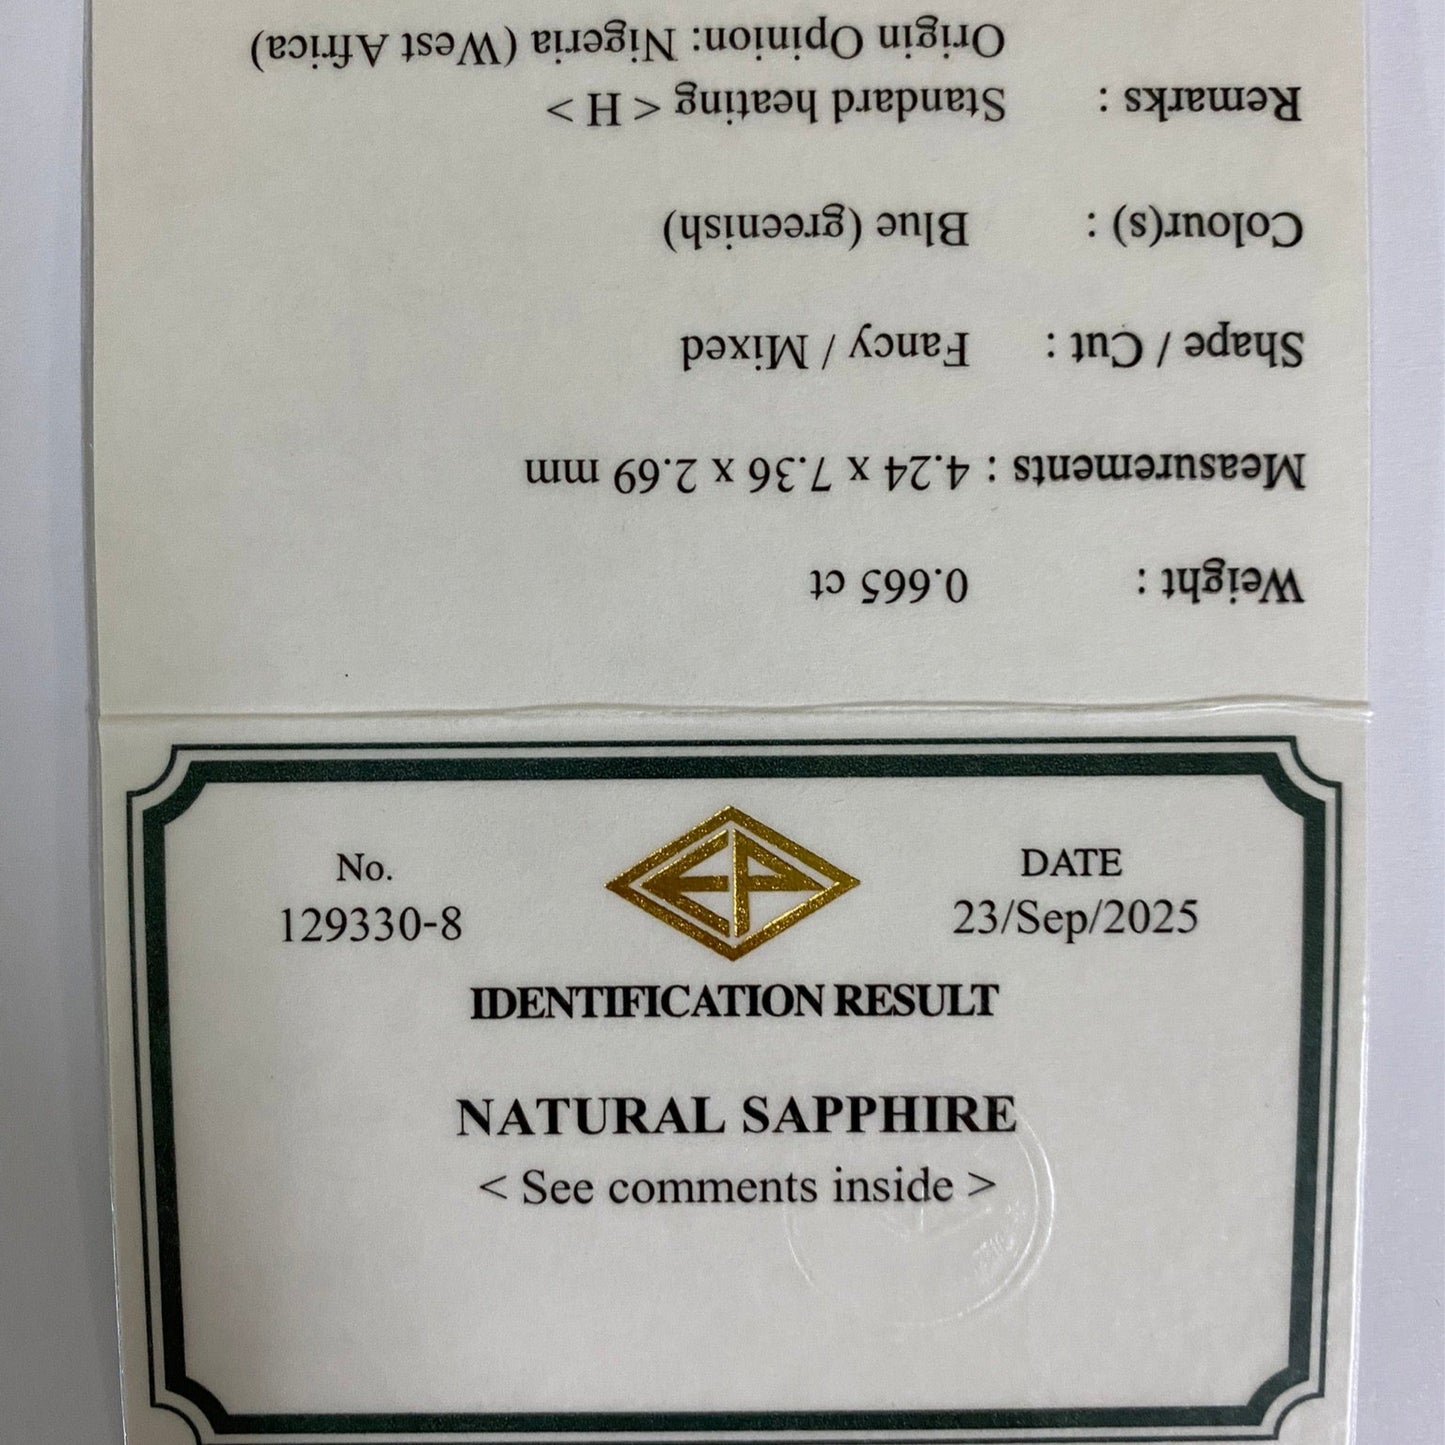 No.
129330-8
EP
DATE
23/Sep/2025
IDENTIFICATION RESULT
NATURAL SAPPHIRE
< See comments inside >
Weight : 0.665 ct
Measurements : 4.24 x 7.36 x 2.69 mm
Shape / Cut : Fancy / Mixed
Colour(s) : Blue (greenish)
Remarks : Standard heating < H >
Origin Opinion: Nigeria (West Africa)